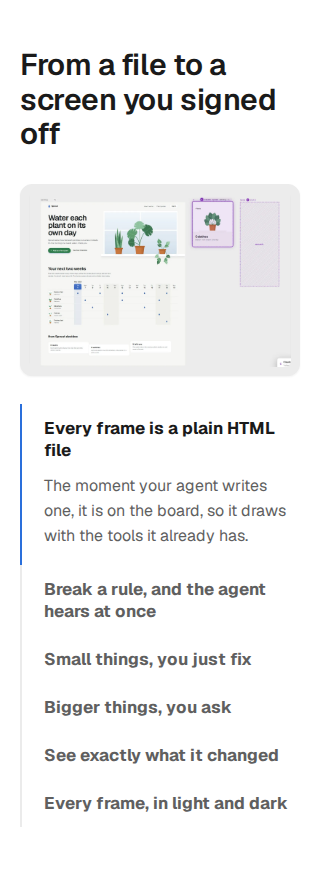 From a file to a
screen you signed
off
Water each
plant on its
own day
Your next two weeks
Every frame is a plain HTML
file
The moment your agent writes
one, it is on the board, so it draws
with the tools it already has.
Break a rule, and the agent
hears at once
Small things, you just fix
Bigger things, you ask
See exactly what it changed
Every frame, in light and dark